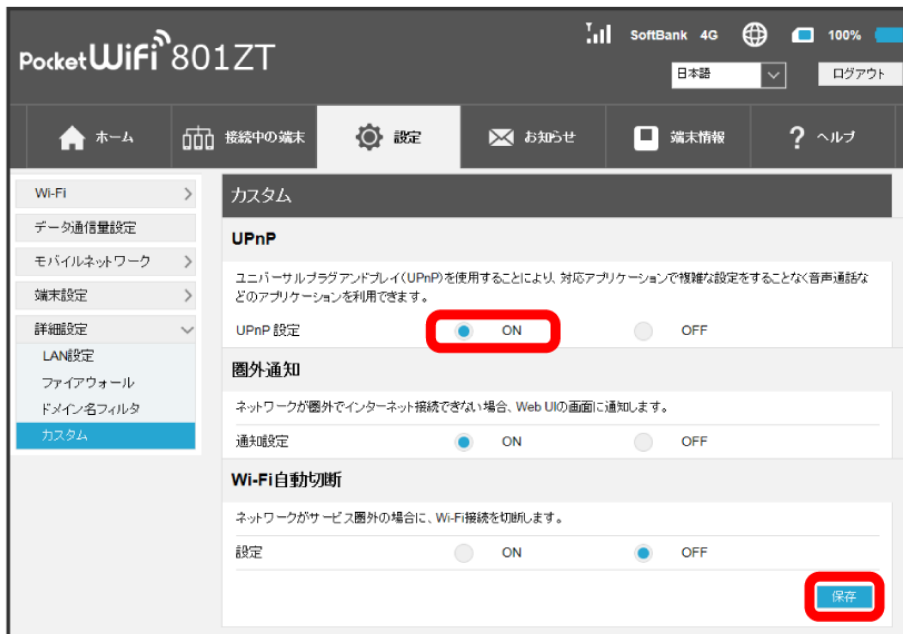 SoftBank 4G 100%
Pocket WiFi 801ZT
日本語 ログアウト
ホーム 接続中の端末 設定 お知らせ 端末情報 ? ヘルプ
Wi-Fi
データ通信量設定
モバイルネットワーク
端末設定
詳細設定
LAN設定
ファイアウォール
ドメイン名フィルタ
カスタム
カスタム
UPnP
ユニバーサルプラグアンドプレイ(UPnP)を使用することにより、対応アプリケーションで複雑な設定をすることなく音声通話な
どのアプリケーションを利用できます。
UPnP 設定 ON OFF
圏外通知
ネットワークが圏外でインターネット接続できない場合、Web UIの画面に通知します。
通知設定 ON OFF
Wi-Fi自動切断
ネットワークがサービス圏外の場合に、Wi-Fi接続を切断します。
設定 ON OFF
保存